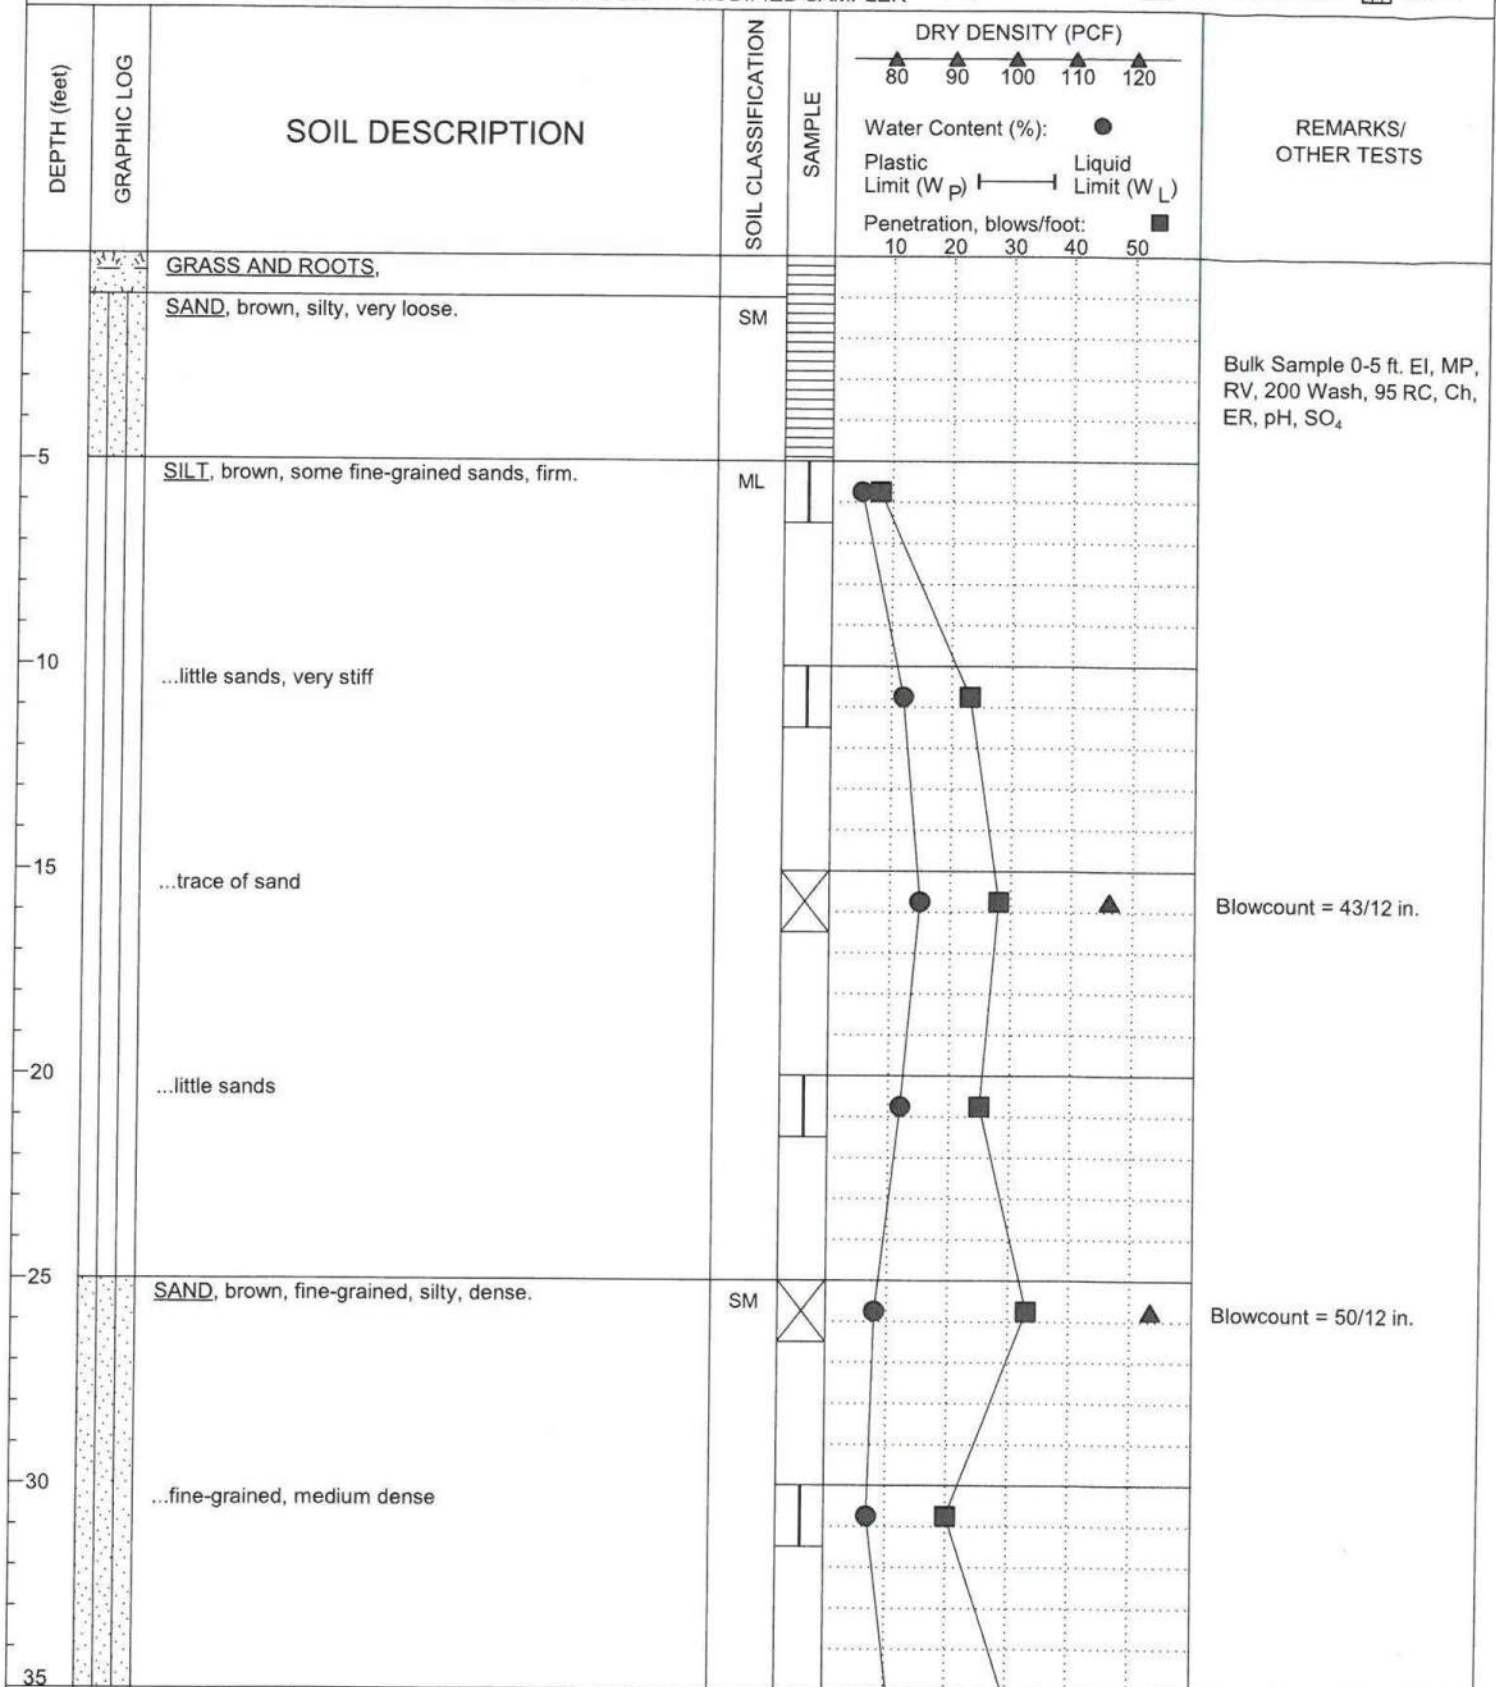 DEPTH (feet)
GRAPHIC LOG
SOIL DESCRIPTION
SOIL CLASSIFICATION
SAMPLE
DRY DENSITY (PCF)
80 90 100 110 120
Water Content (%):
Plastic Limit (W P) Liquid Limit (W L)
Penetration, blows/foot:
10 20 30 40 50
REMARKS/
OTHER TESTS
GRASS AND ROOTS,
SAND, brown, silty, very loose.
SM
Bulk Sample 0-5 ft. EI, MP,
RV, 200 Wash, 95 RC, Ch,
ER, pH, SO₄
5
SILT, brown, some fine-grained sands, firm.
ML
10
...little sands, very stiff
15
...trace of sand
Blowcount = 43/12 in.
20
...little sands
25
SAND, brown, fine-grained, silty, dense.
SM
Blowcount = 50/12 in.
30
...fine-grained, medium dense
35